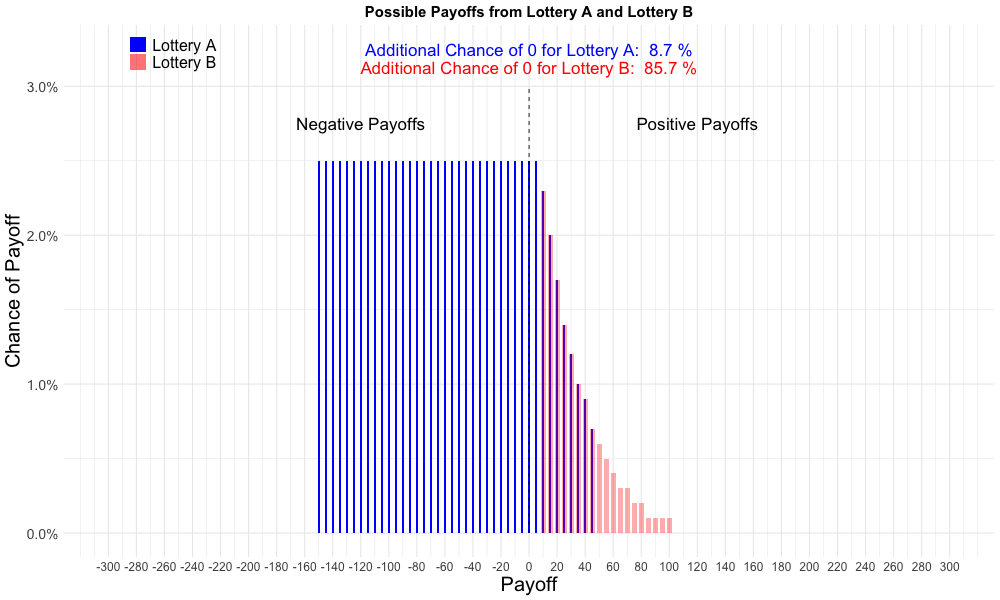 Possible Payoffs from Lottery A and Lottery B
Lottery A
Lottery B
Additional Chance of 0 for Lottery A:  8.7 %
Additional Chance of 0 for Lottery B:  85.7 %
Negative Payoffs
Positive Payoffs
Chance of Payoff
3.0%
2.0%
1.0%
0.0%
-300 -280 -260 -240 -220 -200 -180 -160 -140 -120 -100 -80 -60 -40 -20 0 20 40 60 80 100 120 140 160 180 200 220 240 260 280 300
Payoff